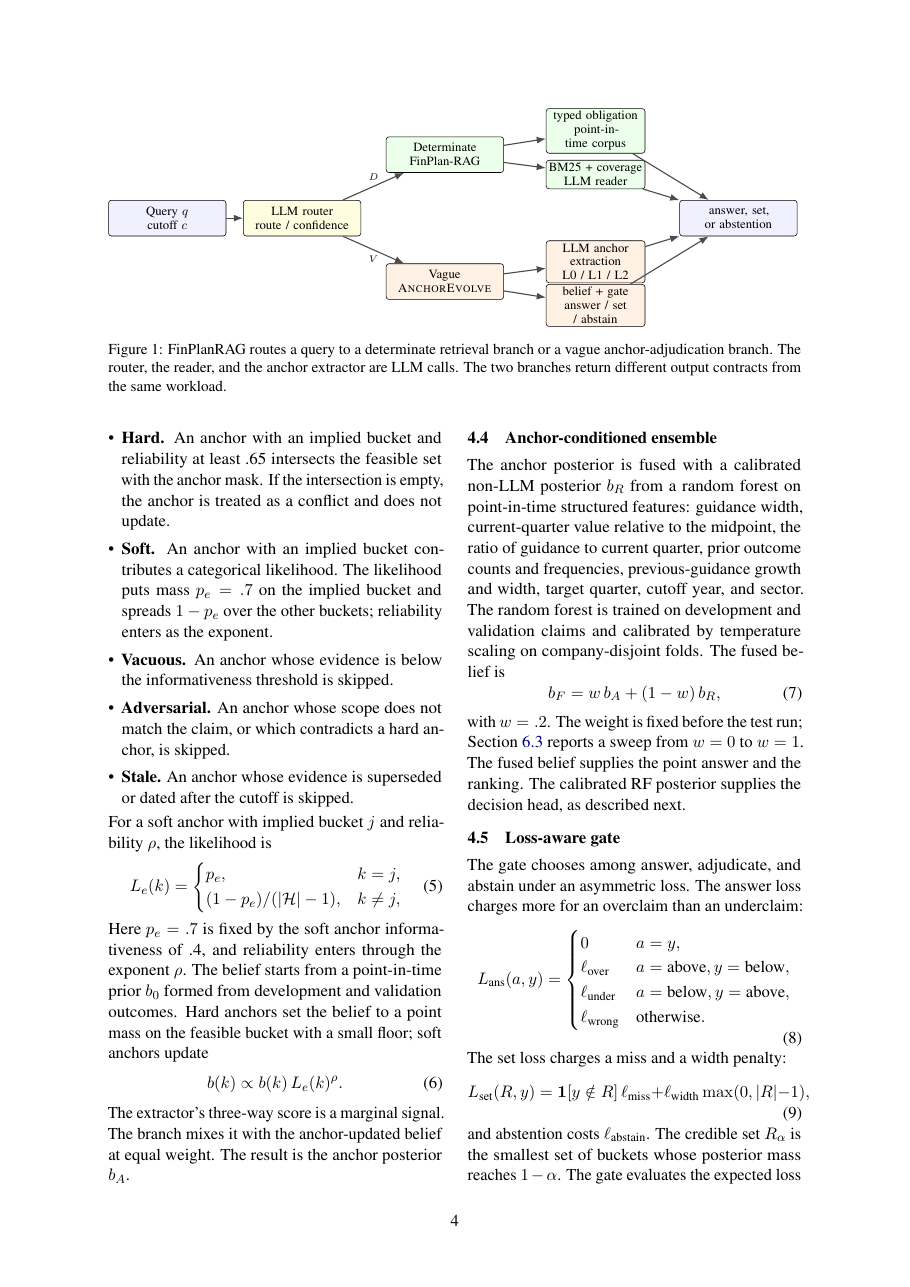 Query q
cutoff c
LLM router
route / confidence
D
V
Determinate
FinPlan-RAG
Vague
ANCHOREVOLVE
typed obligation
point-in-
time corpus
BM25 + coverage
LLM reader
LLM anchor
extraction
L0 / L1 / L2
belief + gate
answer / set
/ abstain
answer, set,
or abstention
Figure 1: FinPlanRAG routes a query to a determinate retrieval branch or a vague anchor-adjudication branch. The
router, the reader, and the anchor extractor are LLM calls. The two branches return different output contracts from
the same workload.
• Hard. An anchor with an implied bucket and
reliability at least .65 intersects the feasible set
with the anchor mask. If the intersection is empty,
the anchor is treated as a conflict and does not
update.
• Soft. An anchor with an implied bucket con-
tributes a categorical likelihood. The likelihood
puts mass pₑ = .7 on the implied bucket and
spreads 1 − pₑ over the other buckets; reliability
enters as the exponent.
• Vacuous. An anchor whose evidence is below
the informativeness threshold is skipped.
• Adversarial. An anchor whose scope does not
match the claim, or which contradicts a hard an-
chor, is skipped.
• Stale. An anchor whose evidence is superseded
or dated after the cutoff is skipped.
For a soft anchor with implied bucket j and relia-
bility ρ, the likelihood is
Lₑ(k) = { pₑ, k = j,
(1 − pₑ)/(|ℋ| − 1), k ≠ j, (5)
Here pₑ = .7 is fixed by the soft anchor informa-
tiveness of .4, and reliability enters through the
exponent ρ. The belief starts from a point-in-time
prior b₀ formed from development and validation
outcomes. Hard anchors set the belief to a point
mass on the feasible bucket with a small floor; soft
anchors update
b(k) ∝ b(k) Lₑ(k)^ρ. (6)
The extractor's three-way score is a marginal signal.
The branch mixes it with the anchor-updated belief
at equal weight. The result is the anchor posterior
b_A.
4.4 Anchor-conditioned ensemble
The anchor posterior is fused with a calibrated
non-LLM posterior b_R from a random forest on
point-in-time structured features: guidance width,
current-quarter value relative to the midpoint, the
ratio of guidance to current quarter, prior outcome
counts and frequencies, previous-guidance growth
and width, target quarter, cutoff year, and sector.
The random forest is trained on development and
validation claims and calibrated by temperature
scaling on company-disjoint folds. The fused be-
lief is
b_F = w b_A + (1 − w) b_R, (7)
with w = .2. The weight is fixed before the test run;
Section 6.3 reports a sweep from w = 0 to w = 1.
The fused belief supplies the point answer and the
ranking. The calibrated RF posterior supplies the
decision head, as described next.
4.5 Loss-aware gate
The gate chooses among answer, adjudicate, and
abstain under an asymmetric loss. The answer loss
charges more for an overclaim than an underclaim:
L_ans(a, y) = { 0 a = y,
ℓ_over a = above, y = below,
ℓ_under a = below, y = above,
ℓ_wrong otherwise.
(8)
The set loss charges a miss and a width penalty:
L_set(R, y) = 1[y ∉ R] ℓ_miss+ℓ_width max(0, |R|−1),
(9)
and abstention costs ℓ_abstain. The credible set R_α is
the smallest set of buckets whose posterior mass
reaches 1 − α. The gate evaluates the expected loss
4